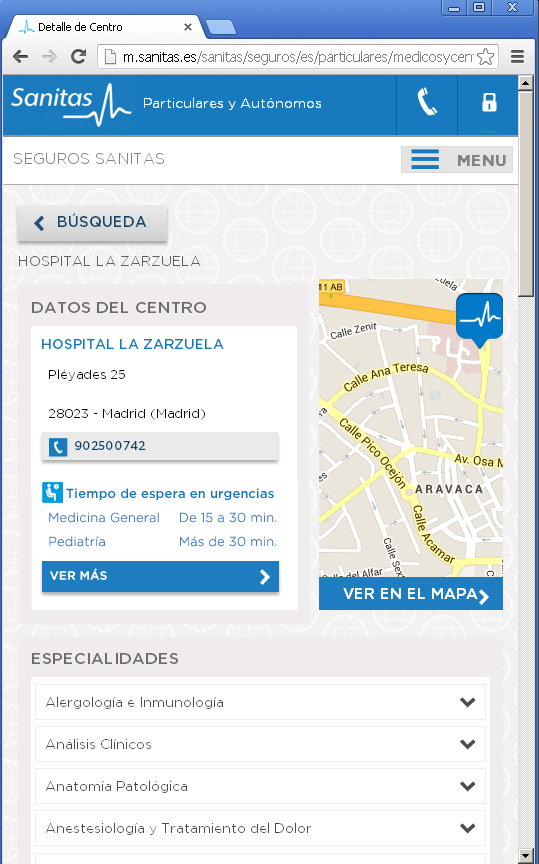 Detalle de Centro
m.sanitas.es/sanitas/seguros/es/particulares/medicosycent
Sanitas Particulares y Autónomos
SEGUROS SANITAS
MENU
BÚSQUEDA
HOSPITAL LA ZARZUELA
DATOS DEL CENTRO
HOSPITAL LA ZARZUELA
Pléyades 25
28023 - Madrid (Madrid)
902500742
Tiempo de espera en urgencias
Medicina General De 15 a 30 min.
Pediatría Más de 30 min.
VER MÁS
11 AB
Calle Zenit
Calle Ana Teresa
Calle Pico Ocejón
Av. Osa M
ARAVACA
Calle Acamar
Calle Sex
del Alfar
VER EN EL MAPA
ESPECIALIDADES
Alergología e Inmunología
Análisis Clínicos
Anatomía Patológica
Anestesiología y Tratamiento del Dolor